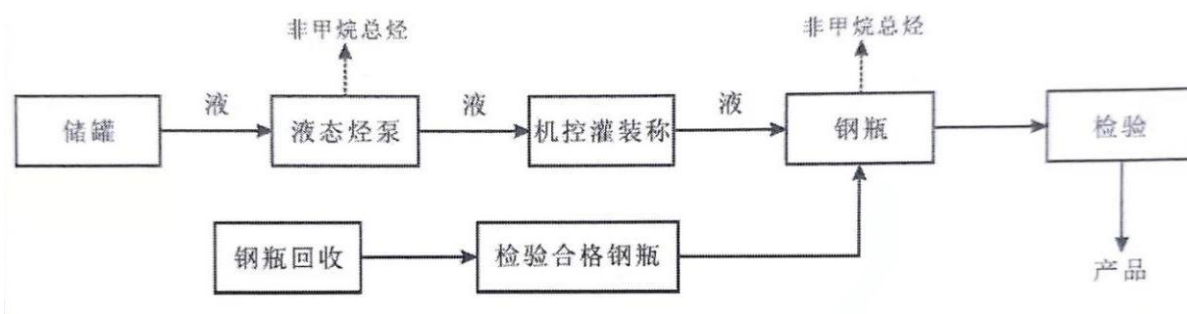 非甲烷总烃
非甲烷总烃
储罐
液
液态烃泵
液
机控灌装称
液
钢瓶
检验
钢瓶回收
检验合格钢瓶
产品